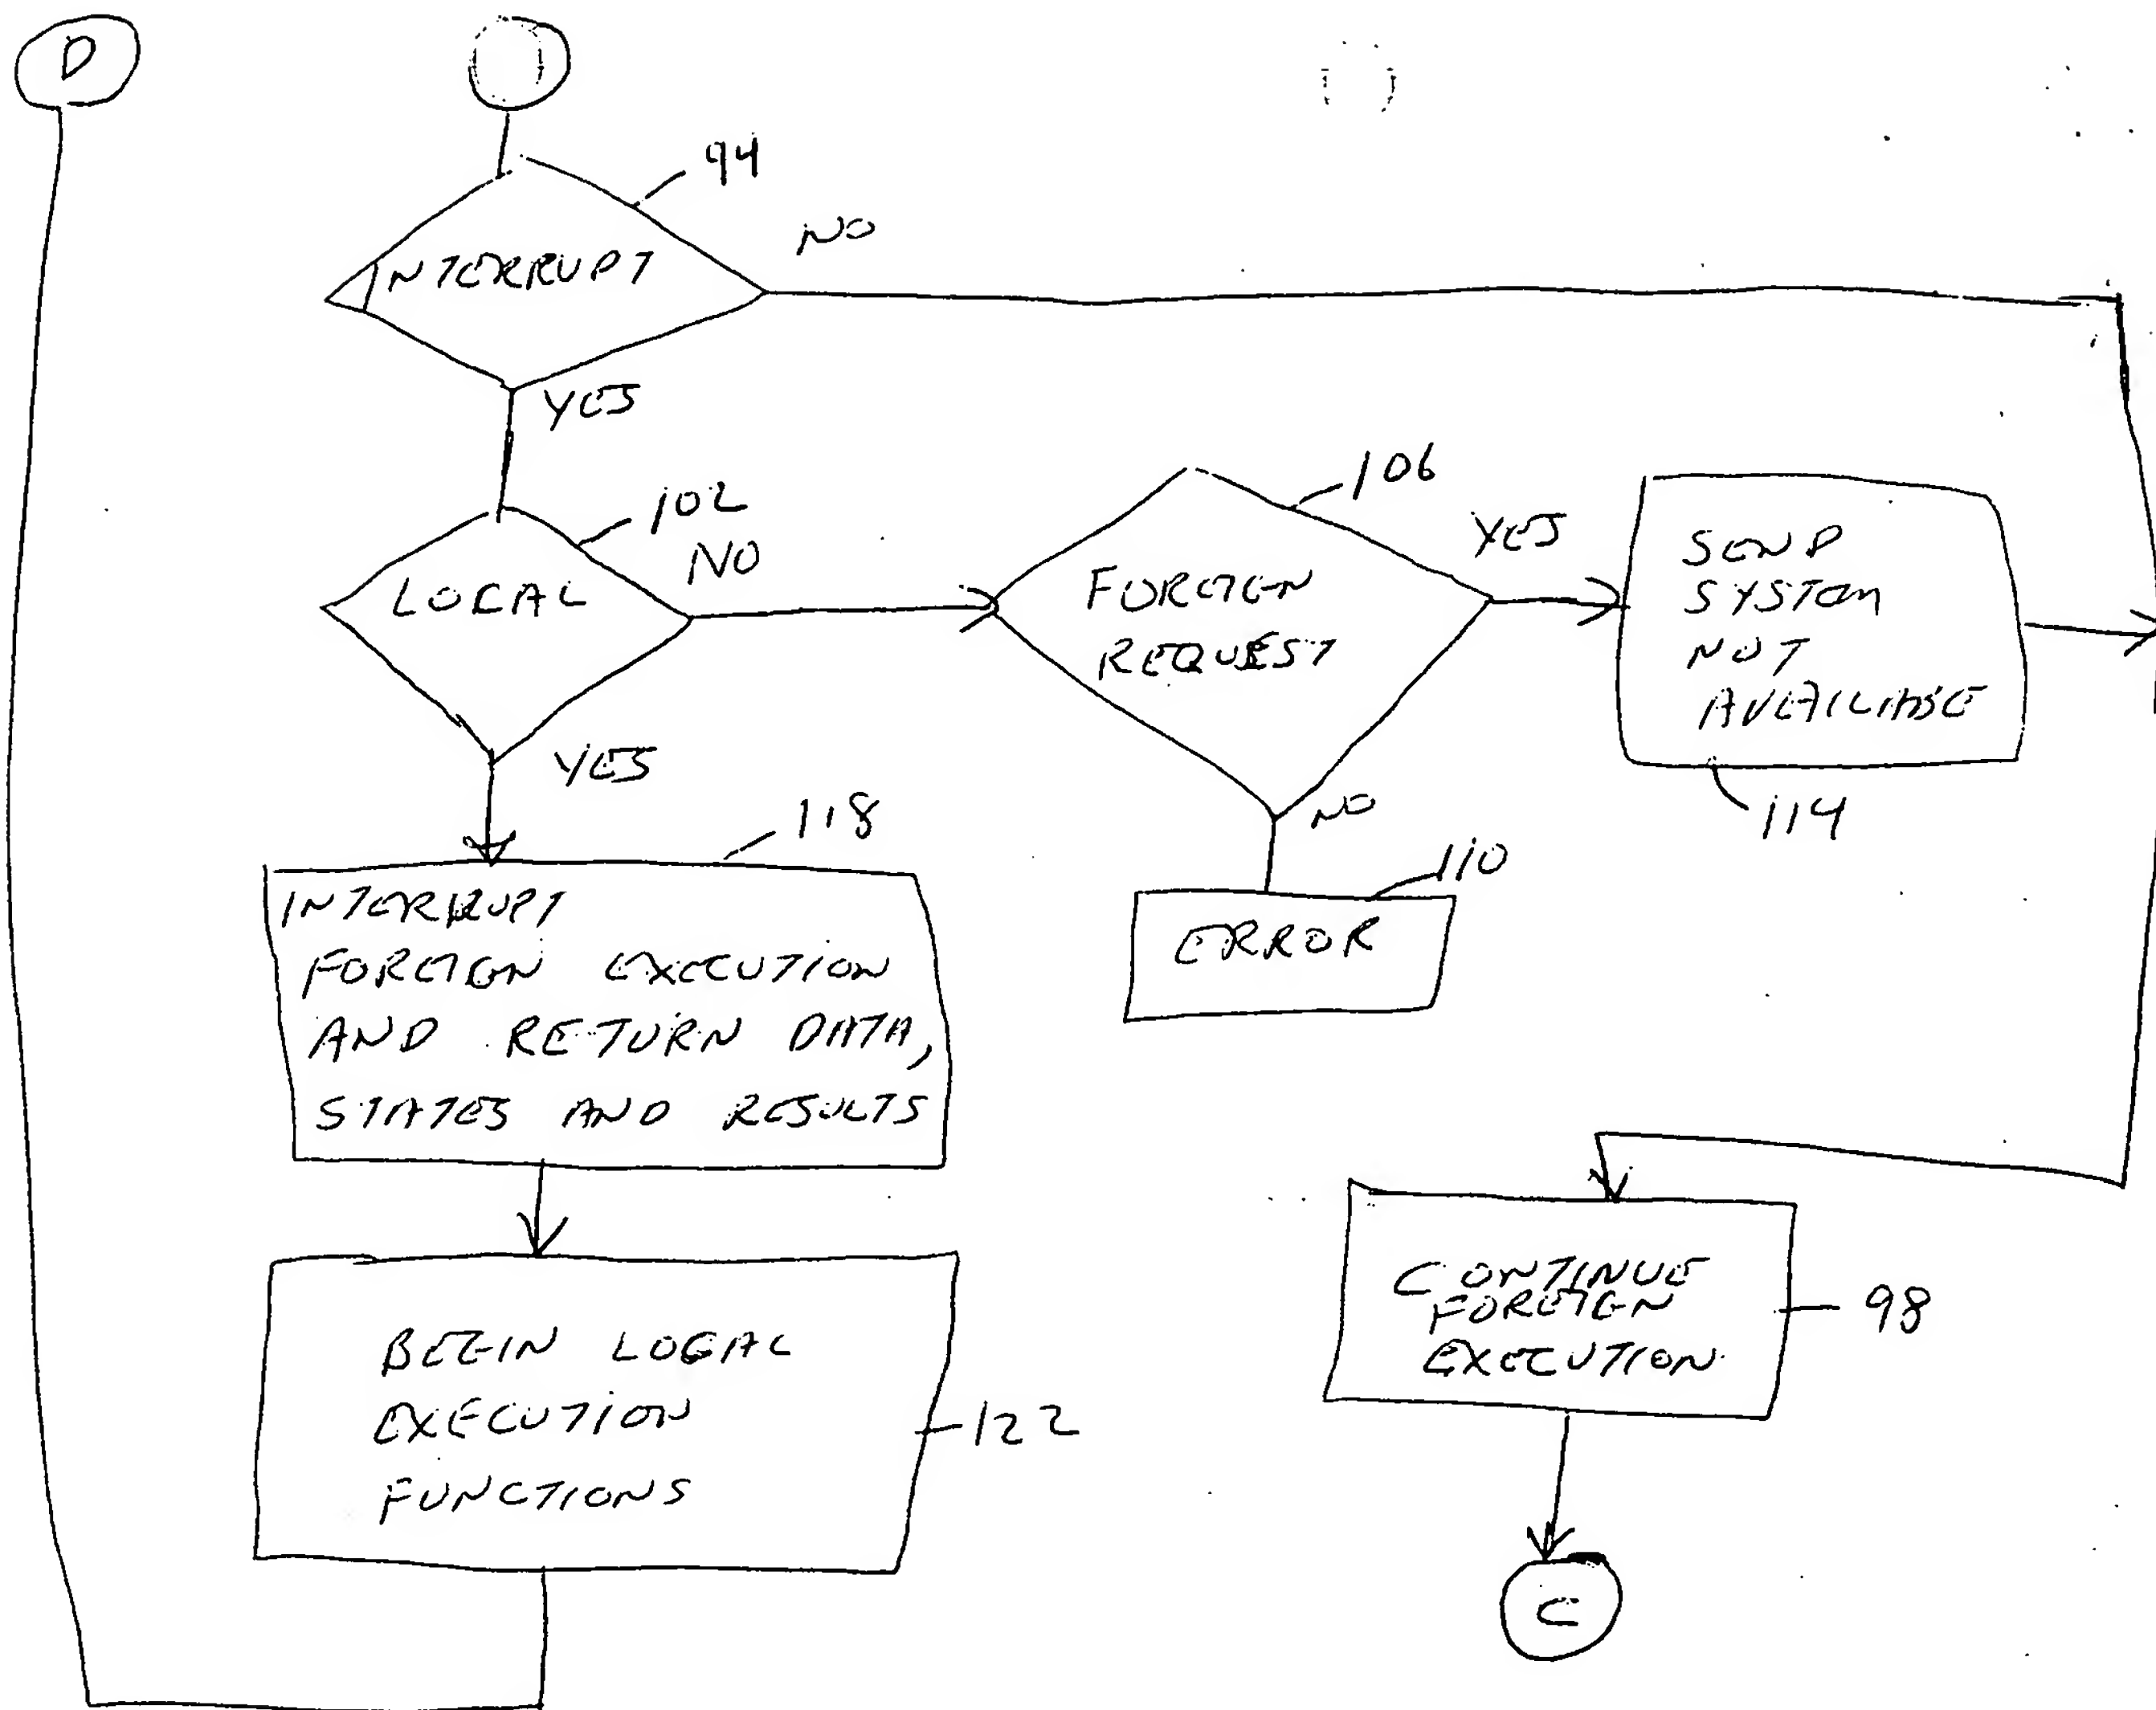 D
94
NO
INTERRUPT
YES
102
NO
LOCAL
106
YES
FOREIGN
REQUEST
SEND
SYSTEM
NOT
AVAILABLE
114
YES
NO
118
110
INTERRUPT
FOREIGN EXECUTION
AND RETURN DATA,
STATES AND RESULTS
ERROR
CONTINUE
FOREIGN
EXECUTION
98
BEGIN LOCAL
EXECUTION
FUNCTIONS
122
C